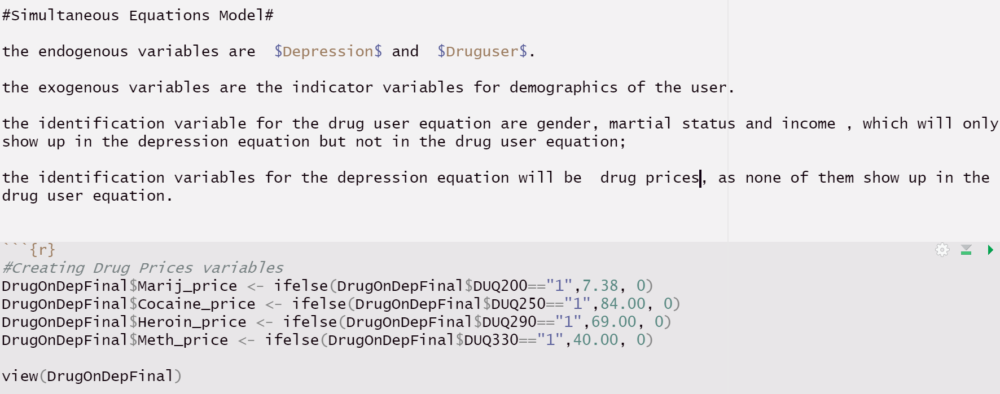 #Simultaneous Equations Model#
the endogenous variables are  $Depression$ and  $Druguser$.
the exogenous variables are the indicator variables for demographics of the user.
the identification variable for the drug user equation are gender, martial status and income , which will only
show up in the depression equation but not in the drug user equation;
the identification variables for the depression equation will be  drug prices, as none of them show up in the
drug user equation.
```{r}
#Creating Drug Prices variables
DrugOnDepFinal$Marij_price <- ifelse(DrugOnDepFinal$DUQ200=="1",7.38, 0)
DrugOnDepFinal$Cocaine_price <- ifelse(DrugOnDepFinal$DUQ250=="1",84.00, 0)
DrugOnDepFinal$Heroin_price <- ifelse(DrugOnDepFinal$DUQ290=="1",69.00, 0)
DrugOnDepFinal$Meth_price <- ifelse(DrugOnDepFinal$DUQ330=="1",40.00, 0)
view(DrugOnDepFinal)